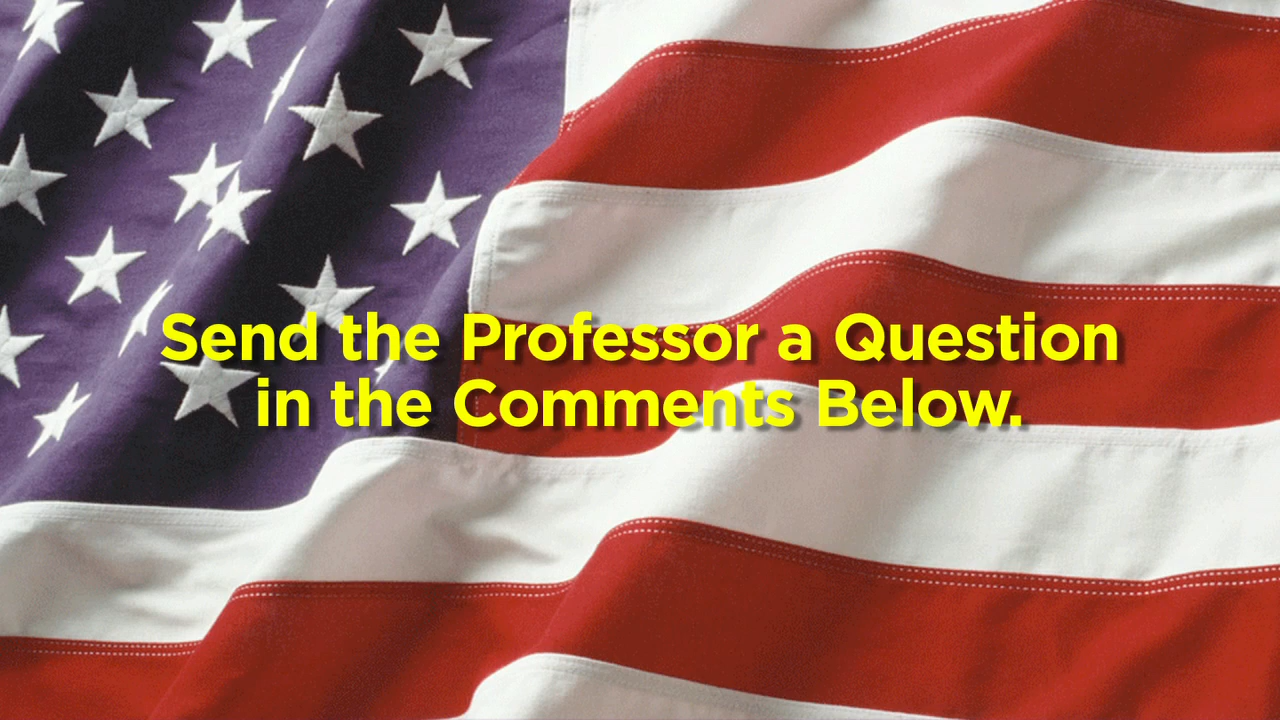 Send the Professor a Question
in the Comments Below.